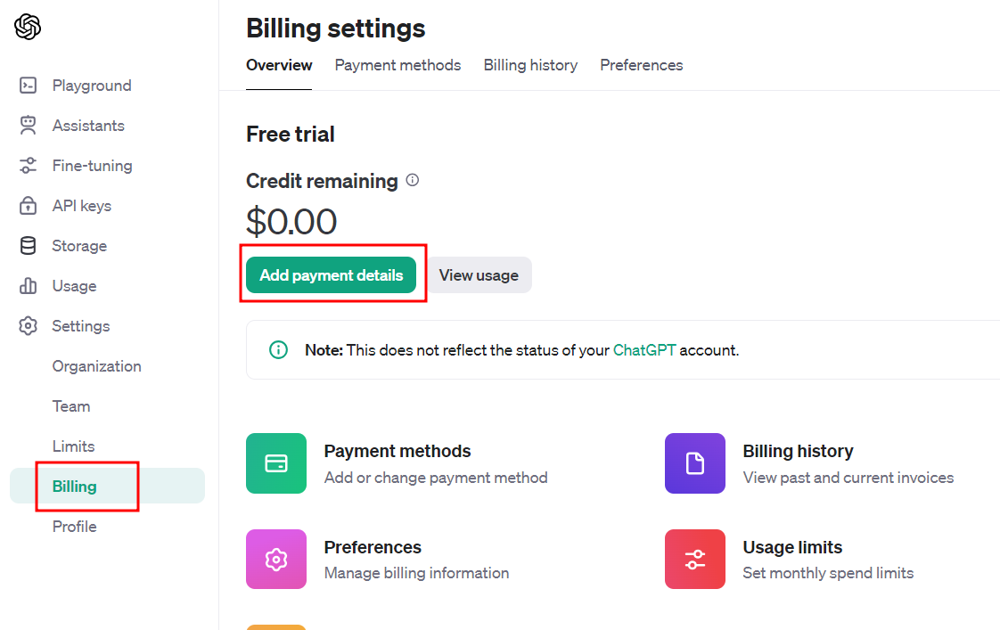 Playground
Assistants
Fine-tuning
API keys
Storage
Usage
Settings
Organization
Team
Limits
Billing
Profile
Billing settings
Overview Payment methods Billing history Preferences
Free trial
Credit remaining
$0.00
Add payment details View usage
Note: This does not reflect the status of your ChatGPT account.
Payment methods
Add or change payment method
Billing history
View past and current invoices
Preferences
Manage billing information
Usage limits
Set monthly spend limits